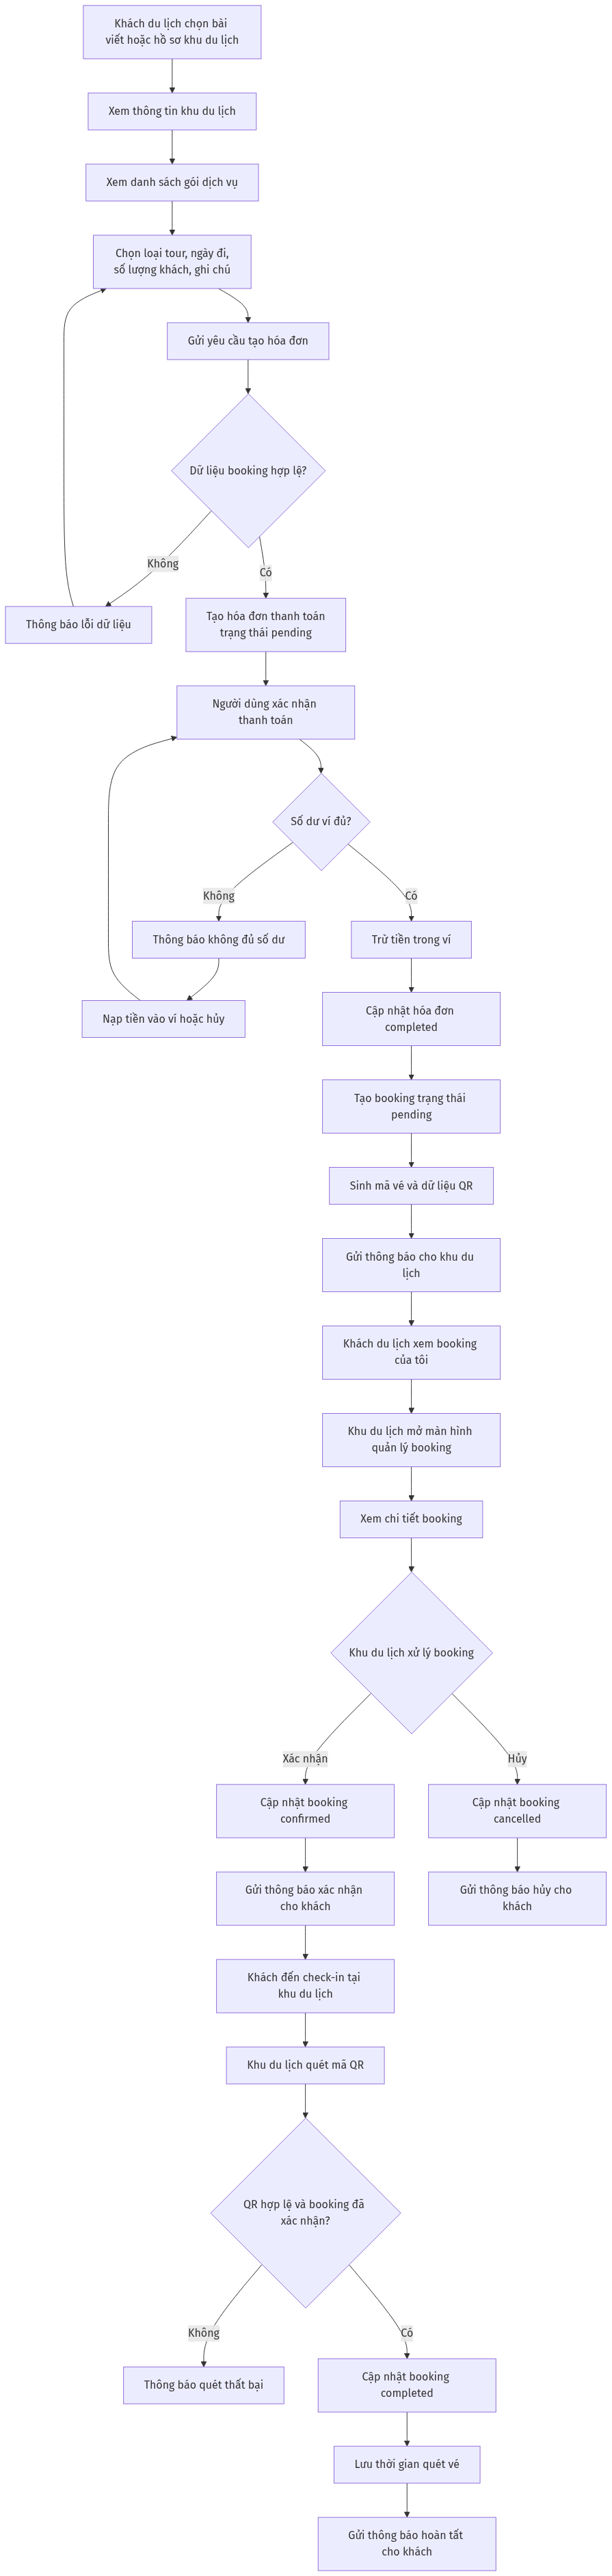 Khách du lịch chọn bài
viết hoặc hồ sơ khu du lịch
Xem thông tin khu du lịch
Xem danh sách gói dịch vụ
Chọn loại tour, ngày đi,
số lượng khách, ghi chú
Gửi yêu cầu tạo hóa đơn
Dữ liệu booking hợp lệ?
Không
Có
Thông báo lỗi dữ liệu
Tạo hóa đơn thanh toán
trạng thái pending
Người dùng xác nhận
thanh toán
Số dư ví đủ?
Không
Có
Thông báo không đủ số dư
Trừ tiền trong ví
Nạp tiền vào ví hoặc hủy
Cập nhật hóa đơn
completed
Tạo booking trạng thái
pending
Sinh mã vé và dữ liệu QR
Gửi thông báo cho khu du
lịch
Khách du lịch xem booking
của tôi
Khu du lịch mở màn hình
quản lý booking
Xem chi tiết booking
Khu du lịch xử lý booking
Xác nhận
Hủy
Cập nhật booking
confirmed
Cập nhật booking
cancelled
Gửi thông báo xác nhận
cho khách
Gửi thông báo hủy cho
khách
Khách đến check-in tại
khu du lịch
Khu du lịch quét mã QR
QR hợp lệ và booking đã
xác nhận?
Không
Có
Thông báo quét thất bại
Cập nhật booking
completed
Lưu thời gian quét vé
Gửi thông báo hoàn tất
cho khách